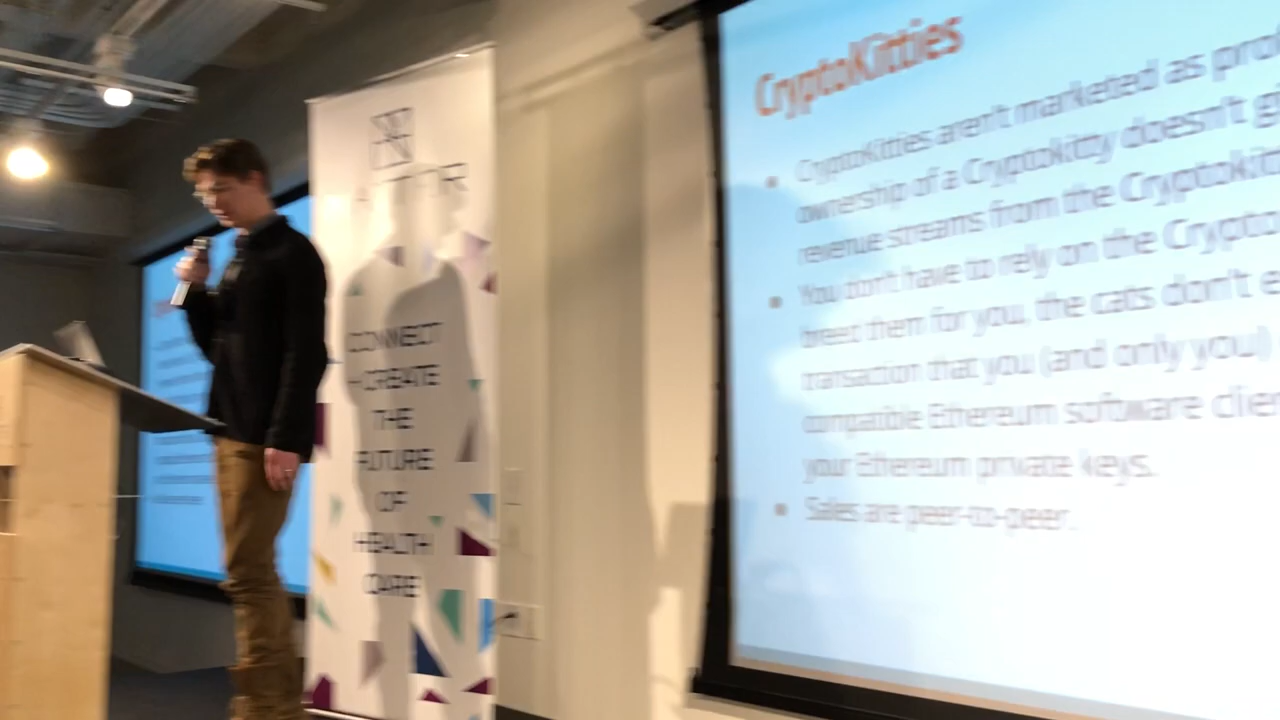 CONNECT
+ CREATE
THE
FUTURE
OF
HEALTH
CARE
CryptoKitties
CryptoKitties aren't marketed as
ownership of a CryptoKitty doesn't
revenue streams from the
You don't have to rely on the
breed them for you, the cats don't
transaction that you (and only you)
compatible Ethereum software
your Ethereum private keys.
Sales are peer-to-peer.